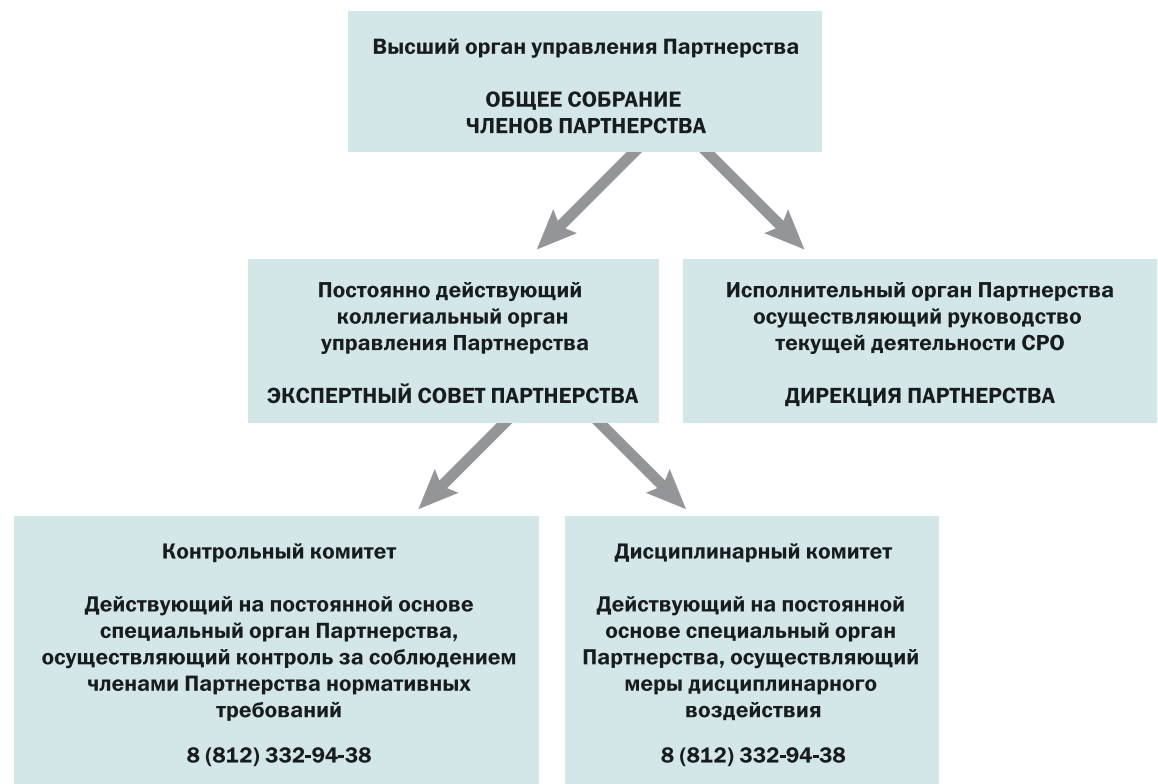 Высший орган управления Партнерства
ОБЩЕЕ СОБРАНИЕ
ЧЛЕНОВ ПАРТНЕРСТВА
Постоянно действующий
коллегиальный орган
управления Партнерства
ЭКСПЕРТНЫЙ СОВЕТ ПАРТНЕРСТВА
Исполнительный орган Партнерства
осуществляющий руководство
текущей деятельности СРО
ДИРЕКЦИЯ ПАРТНЕРСТВА
Контрольный комитет
Действующий на постоянной основе
специальный орган Партнерства,
осуществляющий контроль за соблюдением
членами Партнерства нормативных
требований
8 (812) 332-94-38
Дисциплинарный комитет
Действующий на постоянной
основе специальный орган
Партнерства, осуществляющий
меры дисциплинарного
воздействия
8 (812) 332-94-38